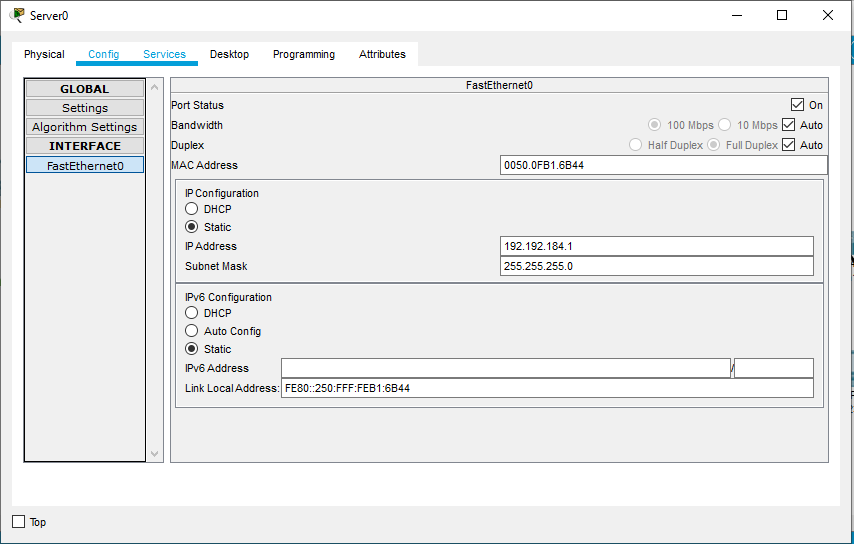 Server0
Physical Config Services Desktop Programming Attributes
GLOBAL
Settings
Algorithm Settings
INTERFACE
FastEthernet0
FastEthernet0
Port Status On
Bandwidth 100 Mbps 10 Mbps Auto
Duplex Half Duplex Full Duplex Auto
MAC Address 0050.0FB1.6B44
IP Configuration
DHCP
Static
IP Address 192.192.184.1
Subnet Mask 255.255.255.0
IPv6 Configuration
DHCP
Auto Config
Static
IPv6 Address /
Link Local Address: FE80::250:FFF:FEB1:6B44
Top